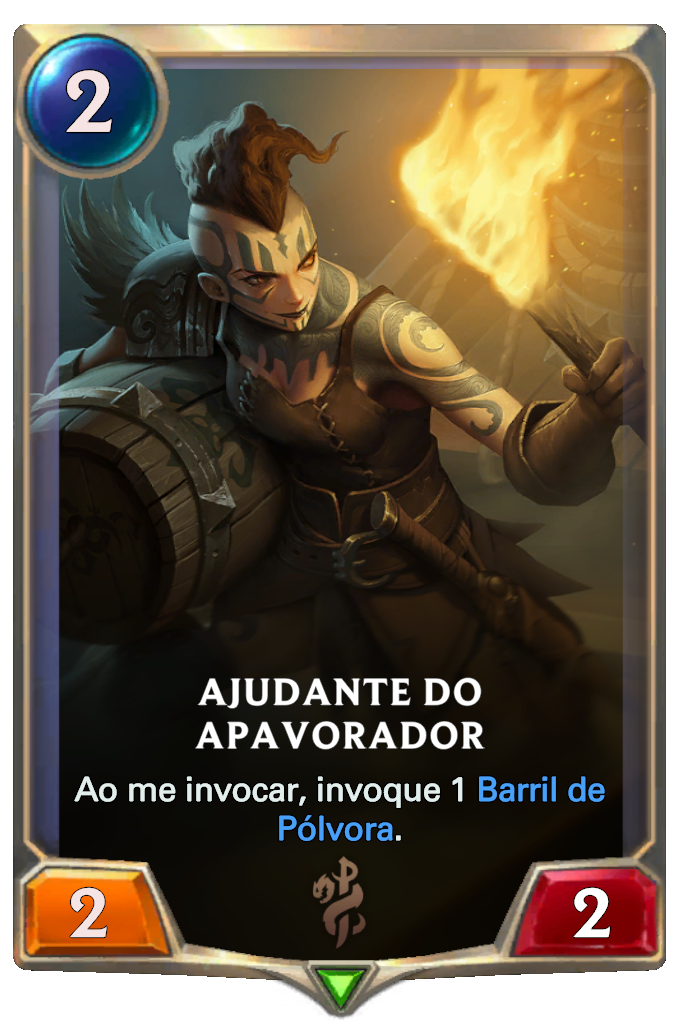 2
AJUDANTE DO
APAVORADOR
Ao me invocar, invoque 1 Barril de
Pólvora.
2
2